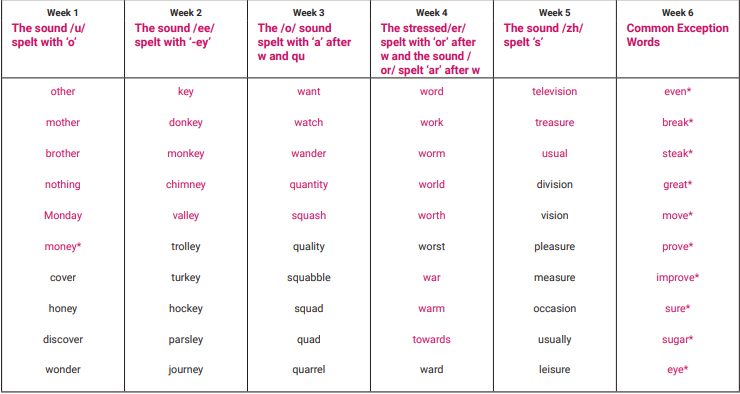 Week 1 Week 2 Week 3 Week 4 Week 5 Week 6
The sound /u/ The sound /ee/ The /o/ sound The stressed/er/ The sound /zh/ Common Exception
spelt with ‘o’ spelt with ‘-ey’ spelt with ‘a’ after spelt with ‘or’ after spelt ‘s’ Words
w and qu w and the sound /
or/ spelt ‘ar’ after w
other key want word television even*
mother donkey watch work treasure break*
brother monkey wander worm usual steak*
nothing chimney quantity world division great*
Monday valley squash worth vision move*
money* trolley quality worst pleasure prove*
cover turkey squabble war measure improve*
honey hockey squad warm occasion sure*
discover parsley quad towards usually sugar*
wonder journey quarrel ward leisure eye*